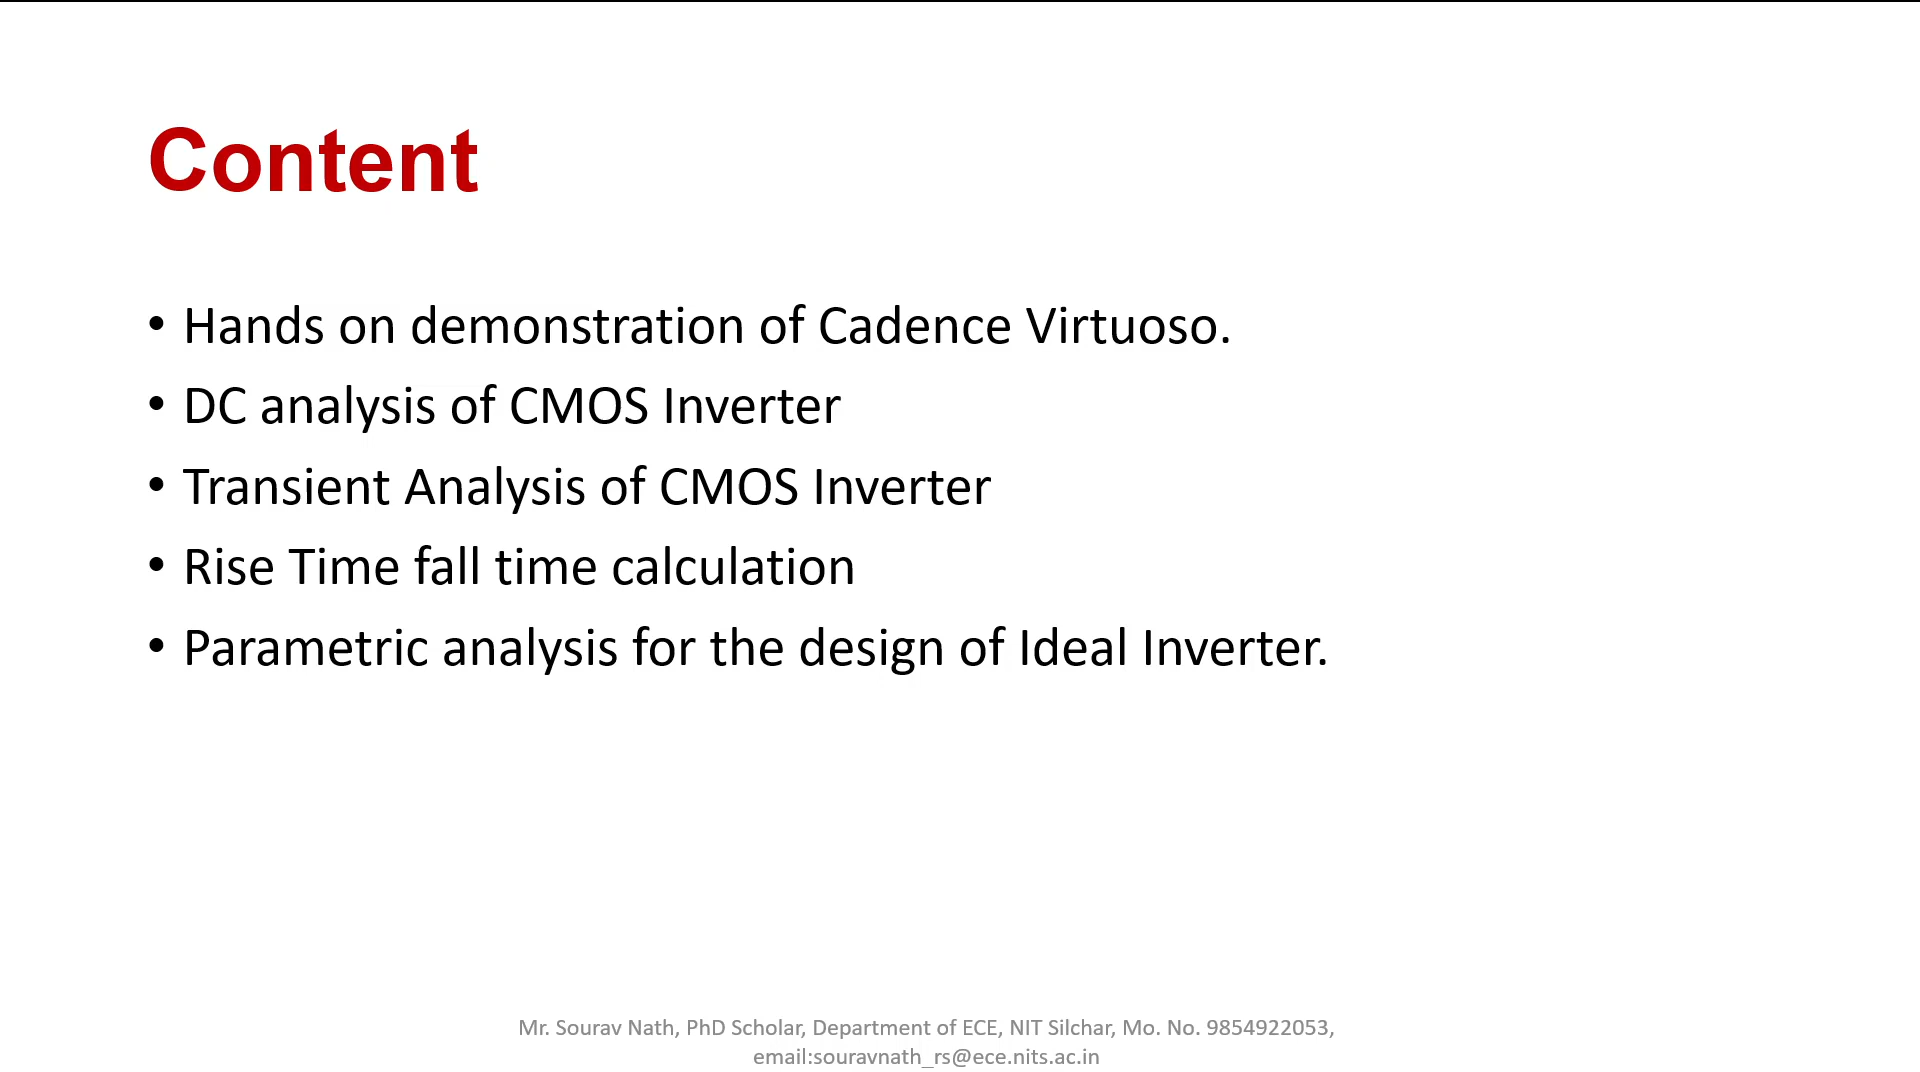 Content
• Hands on demonstration of Cadence Virtuoso.
• DC analysis of CMOS Inverter
• Transient Analysis of CMOS Inverter
• Rise Time fall time calculation
• Parametric analysis for the design of Ideal Inverter.
Mr. Sourav Nath, PhD Scholar, Department of ECE, NIT Silchar, Mo. No. 9854922053,
email:souravnath_rs@ece.nits.ac.in